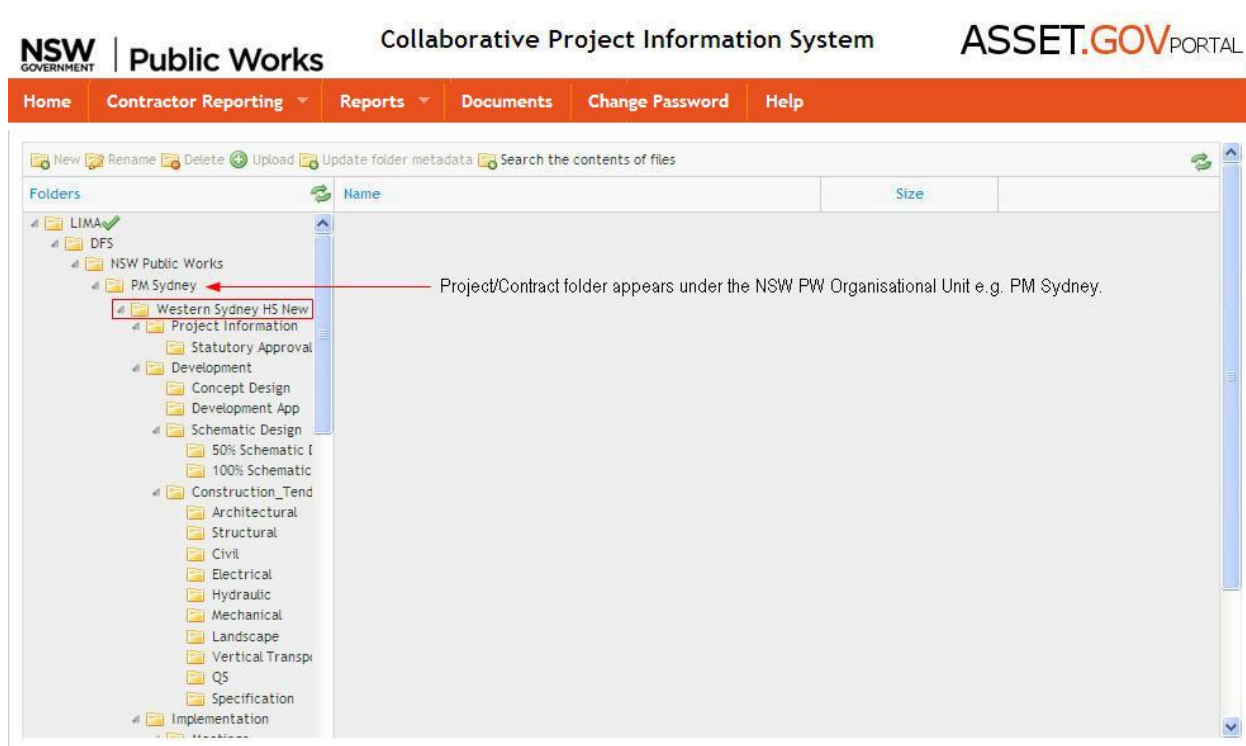 Collaborative Project Information System
ASSET.GOV PORTAL
NSW GOVERNMENT | Public Works
Home Contractor Reporting Reports Documents Change Password Help
New Rename Delete Upload Update folder metadata Search the contents of files
Folders Name Size
LIMA
DFS
NSW Public Works
PM Sydney Project/Contract folder appears under the NSW PW Organisational Unit e.g. PM Sydney.
Western Sydney HS New
Project Information
Statutory Approval
Development
Concept Design
Development App
Schematic Design
50% Schematic
100% Schematic
Construction_Tend
Architectural
Structural
Civil
Electrical
Hydraulic
Mechanical
Landscape
Vertical Transp
QS
Specification
Implementation